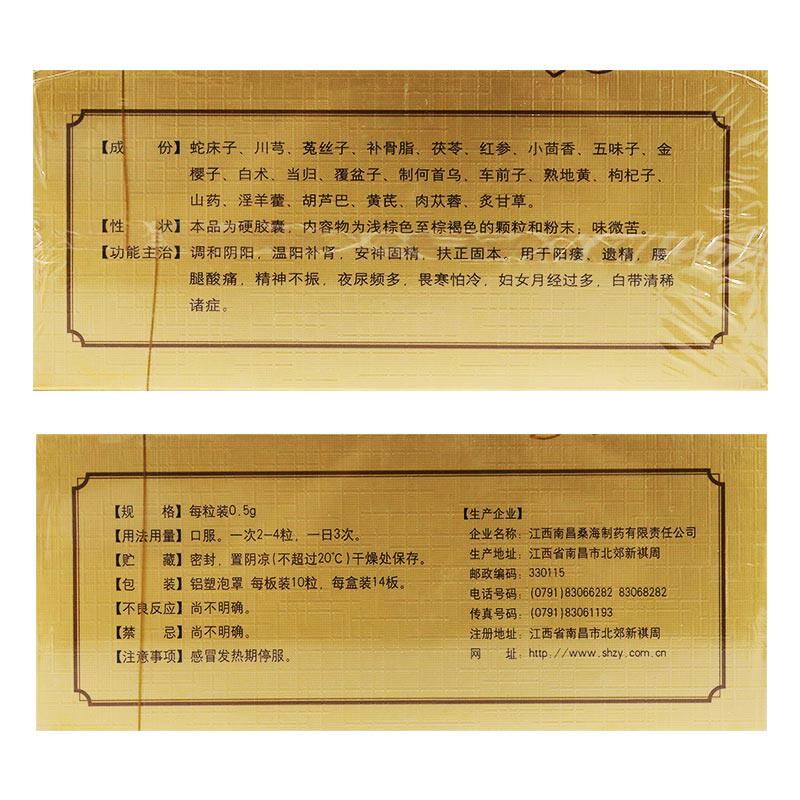 【成　　份】蛇床子、川芎、菟丝子、补骨脂、茯苓、红参、小茴香、五味子、金
樱子、白术、当归、覆盆子、制何首乌、车前子、熟地黄、枸杞子、
山药、淫羊藿、胡芦巴、黄芪、肉苁蓉、炙甘草。
【性　　状】本品为硬胶囊，内容物为浅棕色至棕褐色的颗粒和粉末；味微苦。
【功能主治】调和阴阳，温阳补肾，安神固精，扶正固本。用于阳痿、遗精，腰
腿酸痛，精神不振，夜尿频多，畏寒怕冷，妇女月经过多，白带清稀
诸症。
【规　　格】每粒装0.5g
【用法用量】口服。一次2-4粒，一日3次。
【贮　　藏】密封，置阴凉(不超过20℃)干燥处保存。
【包　　装】铝塑泡罩 每板装10粒，每盒装14板。
【不良反应】尚不明确。
【禁　　忌】尚不明确。
【注意事项】感冒发热期停服。
【生产企业】
企业名称：江西南昌桑海制药有限责任公司
生产地址：江西省南昌市北郊新祺周
邮政编码：330115
电话号码：(0791)83066282 83068282
传真号码：(0791)83061193
注册地址：江西省南昌市北郊新祺周
网　　址：http://www.shzy.com.cn